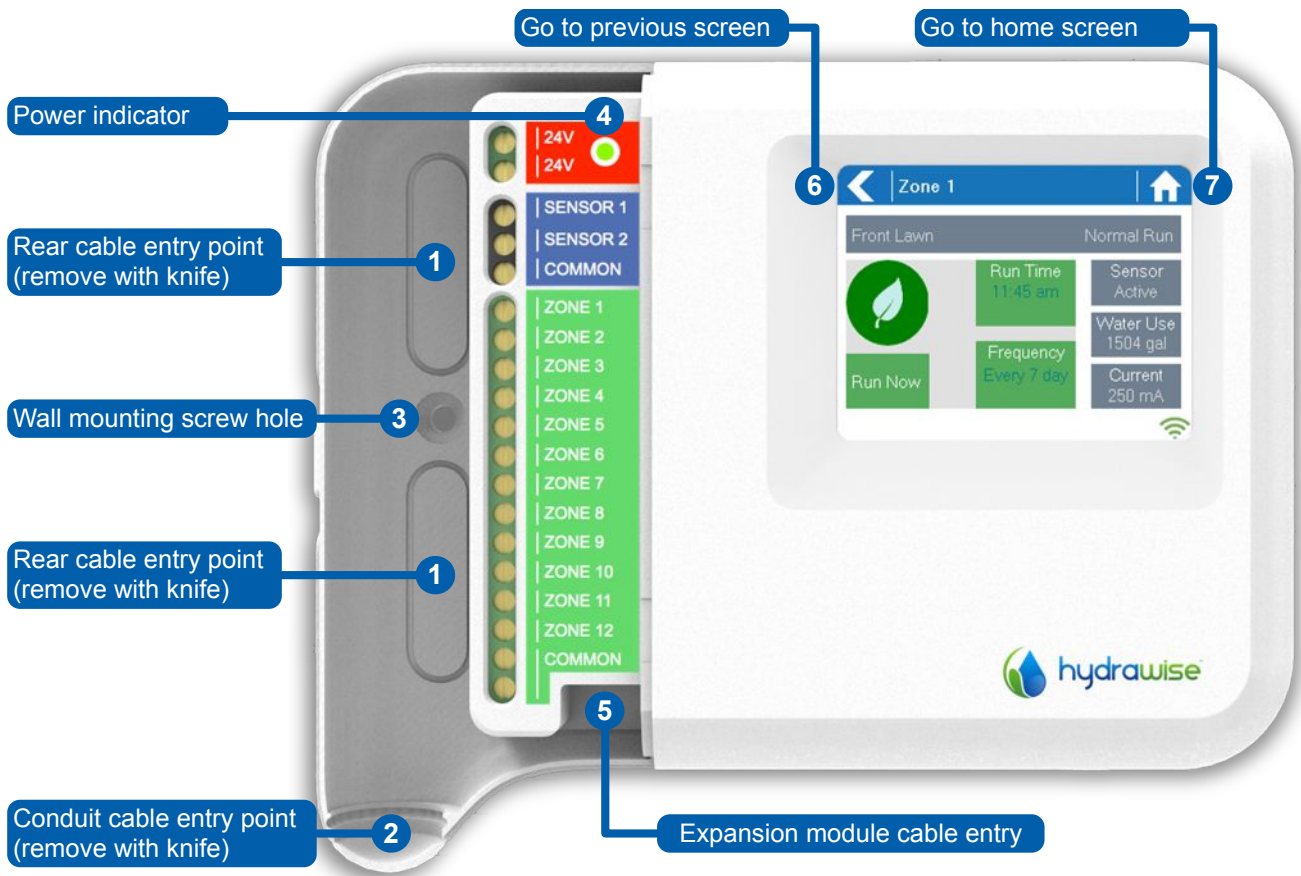 Go to previous screen
Go to home screen
Power indicator
4
24V
24V
6
Zone 1
7
SENSOR 1
SENSOR 2
COMMON
Front Lawn
Normal Run
Rear cable entry point
(remove with knife)
1
Run Time
11:45 am
Sensor
Active
ZONE 1
ZONE 2
ZONE 3
ZONE 4
ZONE 5
ZONE 6
ZONE 7
ZONE 8
ZONE 9
ZONE 10
ZONE 11
ZONE 12
COMMON
Water Use
1504 gal
Run Now
Frequency
Every 7 day
Current
250 mA
Wall mounting screw hole
3
Rear cable entry point
(remove with knife)
1
hydrawise
5
Conduit cable entry point
(remove with knife)
2
Expansion module cable entry